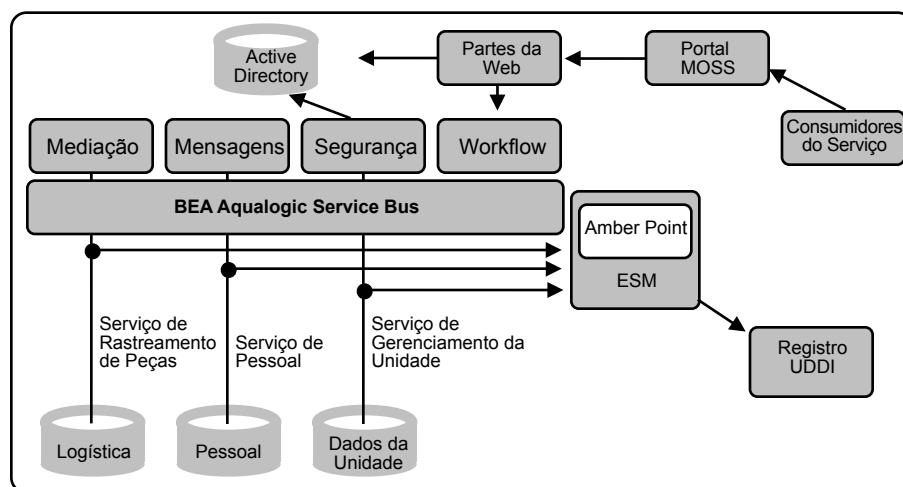 Active
Directory
Partes da
Web
Portal
MOSS
Consumidores
do Serviço
Mediação
Mensagens
Segurança
Workflow
BEA Aqualogic Service Bus
Amber Point
ESM
Serviço de
Rastreamento
de Peças
Serviço de
Pessoal
Serviço de
Gerenciamento da
Unidade
Registro
UDDI
Logística
Pessoal
Dados da
Unidade